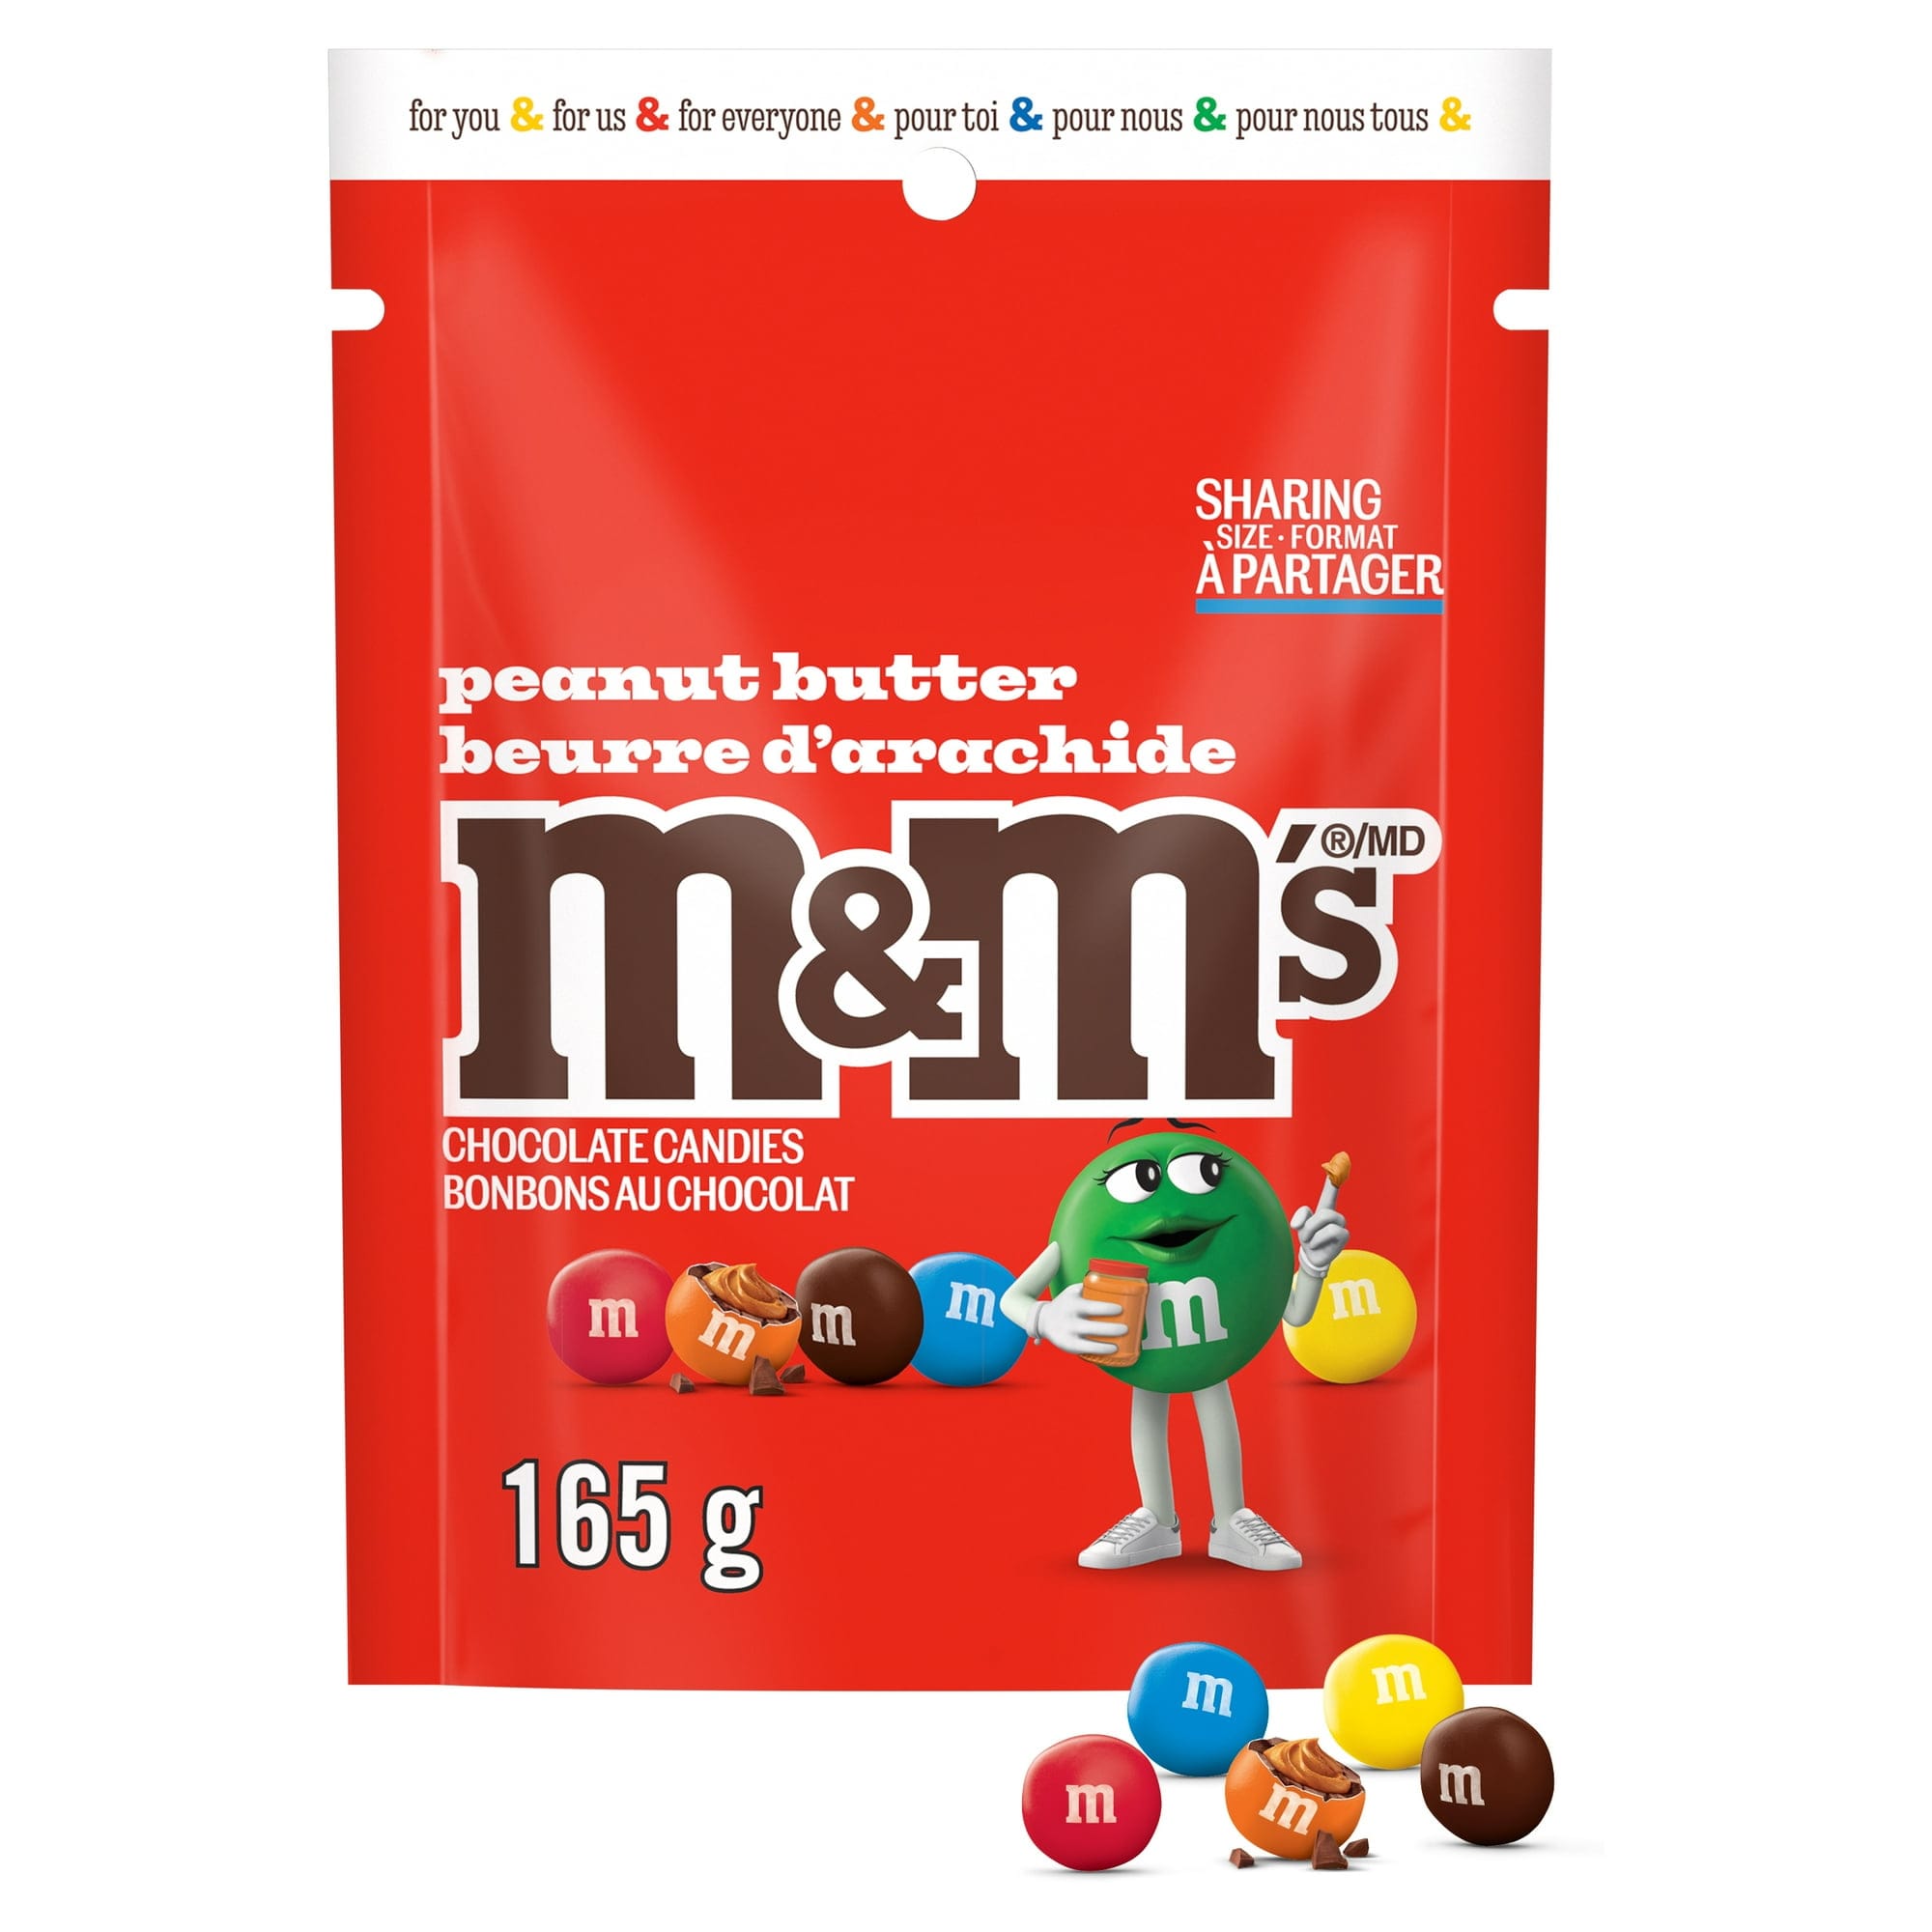 for you & for us & for everyone & pour toi & pour nous & pour nous tous &
SHARING
SIZE · FORMAT
À PARTAGER
peanut butter
beurre d'arachide
m&m's®/MD
CHOCOLATE CANDIES
BONBONS AU CHOCOLAT
m m m m m m
165 g
m m
m m m